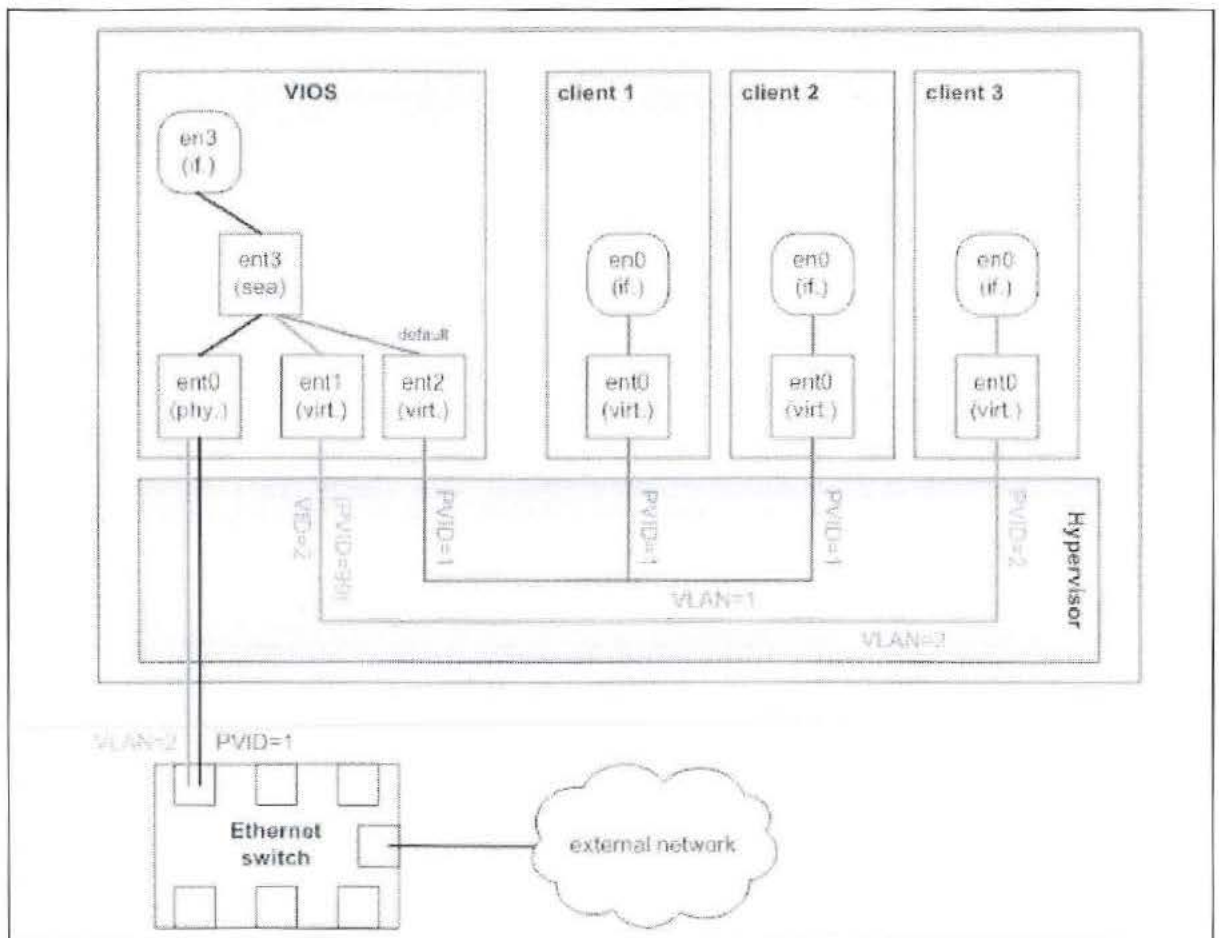 VIOS
client 1
client 2
client 3
en3
(if.)
ent3
(sea)
default
en0
(if.)
en0
(if.)
en0
(if.)
ent0
(phy.)
ent1
(virt.)
ent2
(virt.)
ent0
(virt.)
ent0
(virt.)
ent0
(virt.)
VID=2
PVID=1
PVID=1
PVID=1
PVID=2
Hypervisor
VLAN=1
VLAN=2
VLAN=2
PVID=1
Ethernet
switch
external network